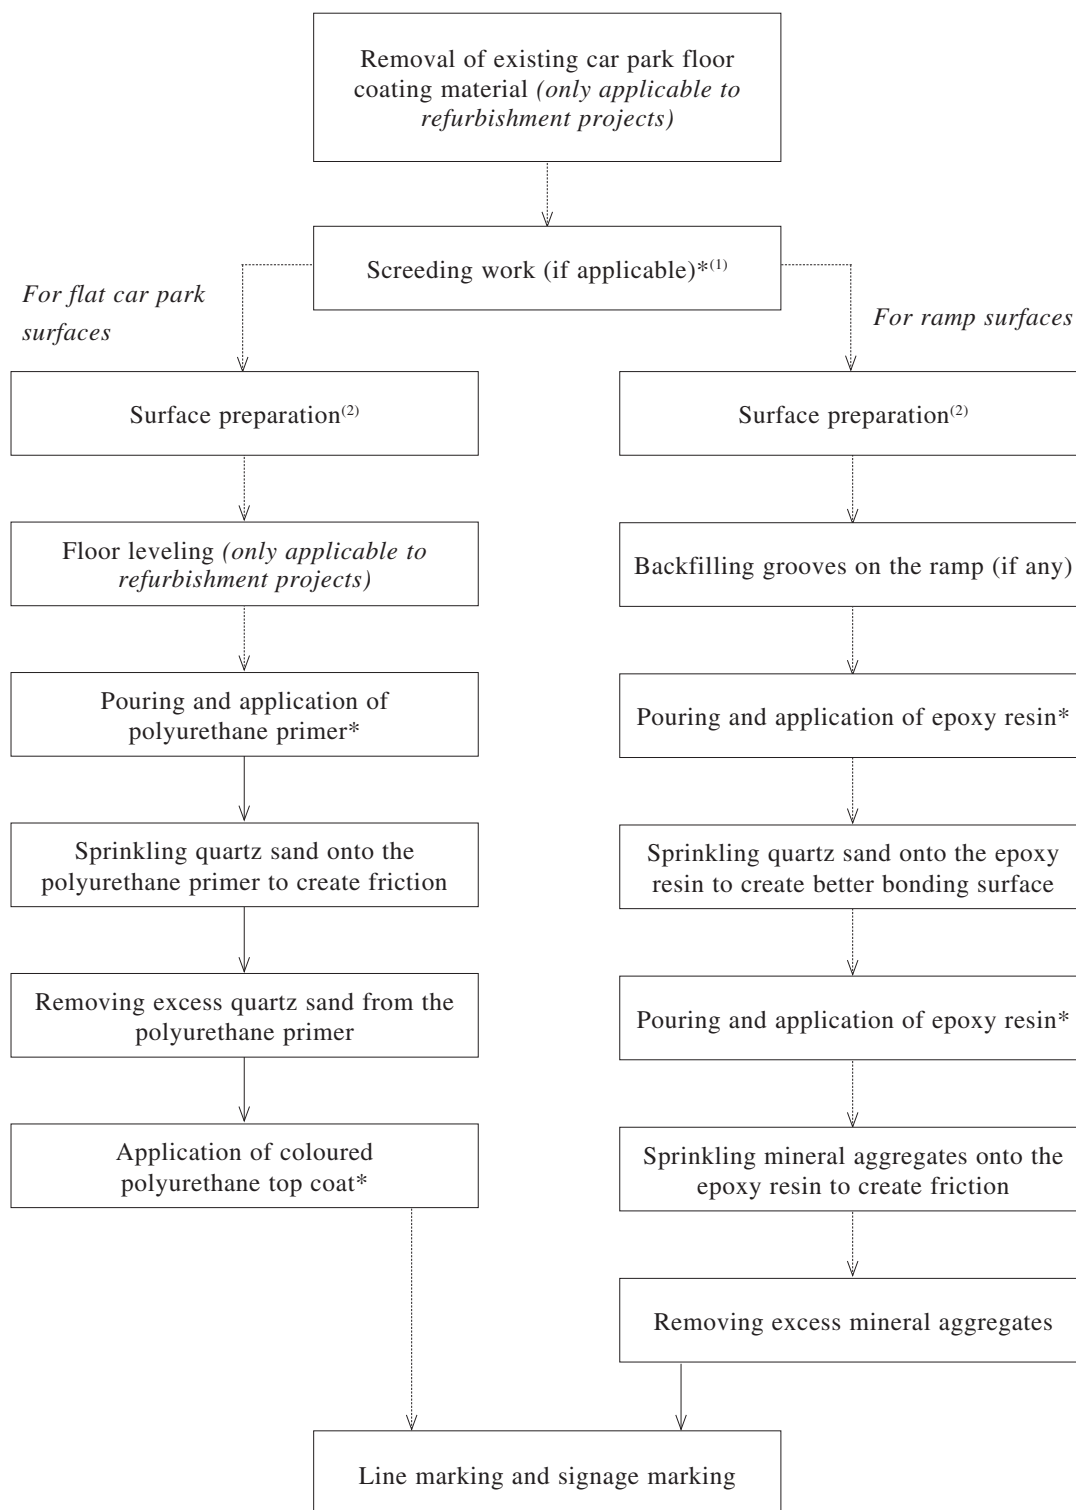 Removal of existing car park floor
coating material (only applicable to
refurbishment projects)
Screeding work (if applicable)*(1)
For flat car park
surfaces
For ramp surfaces
Surface preparation(2)
Floor leveling (only applicable to
refurbishment projects)
Pouring and application of
polyurethane primer*
Sprinkling quartz sand onto the
polyurethane primer to create friction
Removing excess quartz sand from the
polyurethane primer
Application of coloured
polyurethane top coat*
Surface preparation(2)
Backfilling grooves on the ramp (if any)
Pouring and application of epoxy resin*
Sprinkling quartz sand onto the epoxy
resin to create better bonding surface
Pouring and application of epoxy resin*
Sprinkling mineral aggregates onto the
epoxy resin to create friction
Removing excess mineral aggregates
Line marking and signage marking